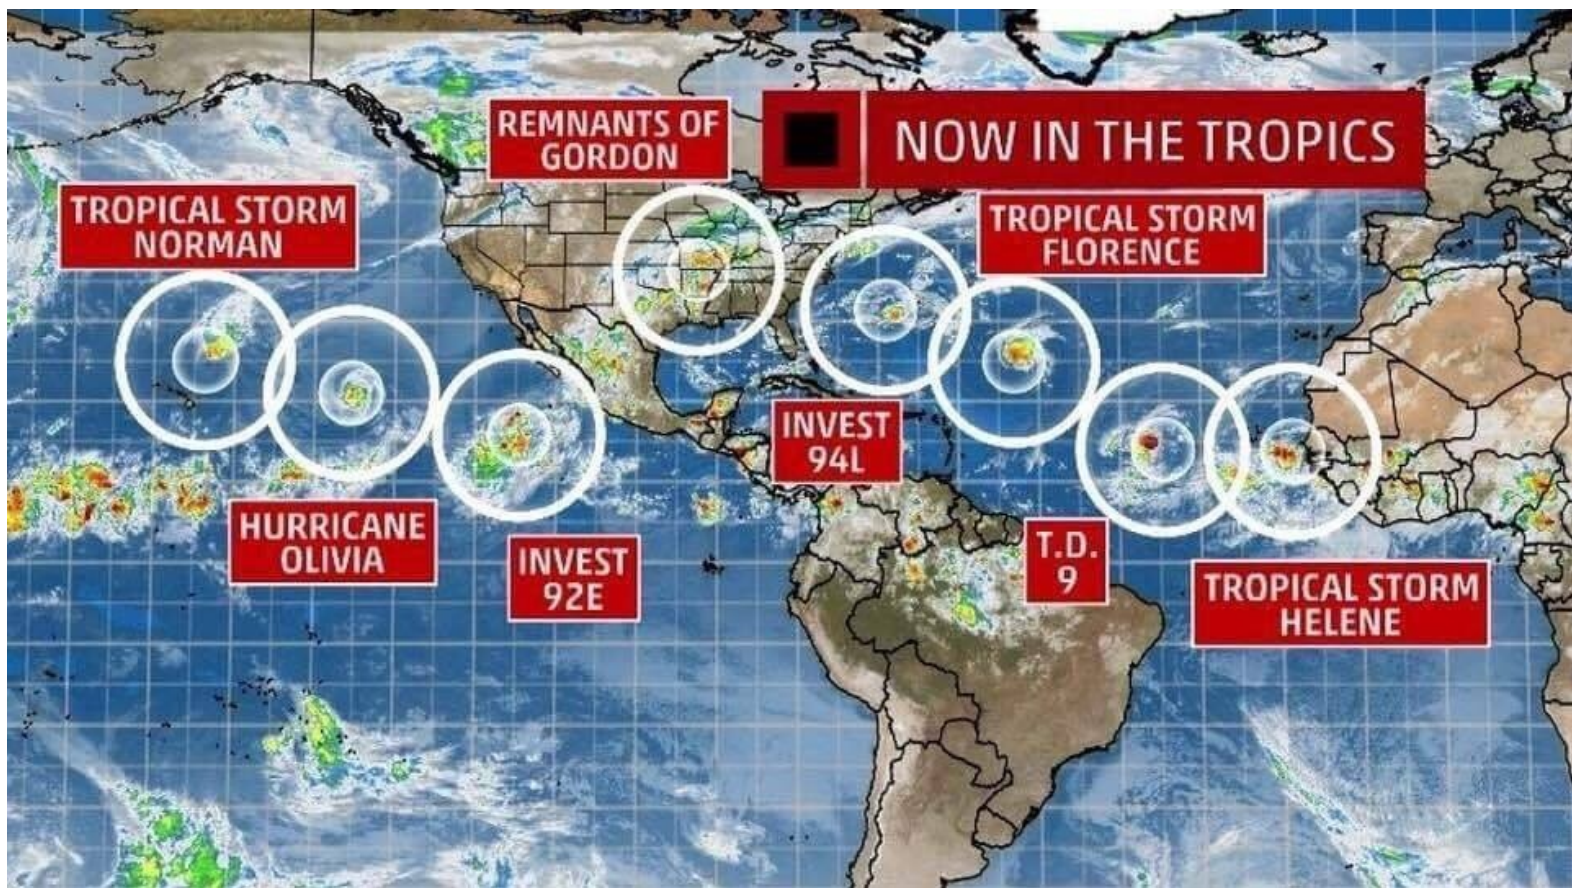 REMNANTS OF
GORDON
NOW IN THE TROPICS
TROPICAL STORM
NORMAN
TROPICAL STORM
FLORENCE
INVEST
94L
HURRICANE
OLIVIA
INVEST
92E
T.D.
9
TROPICAL STORM
HELENE